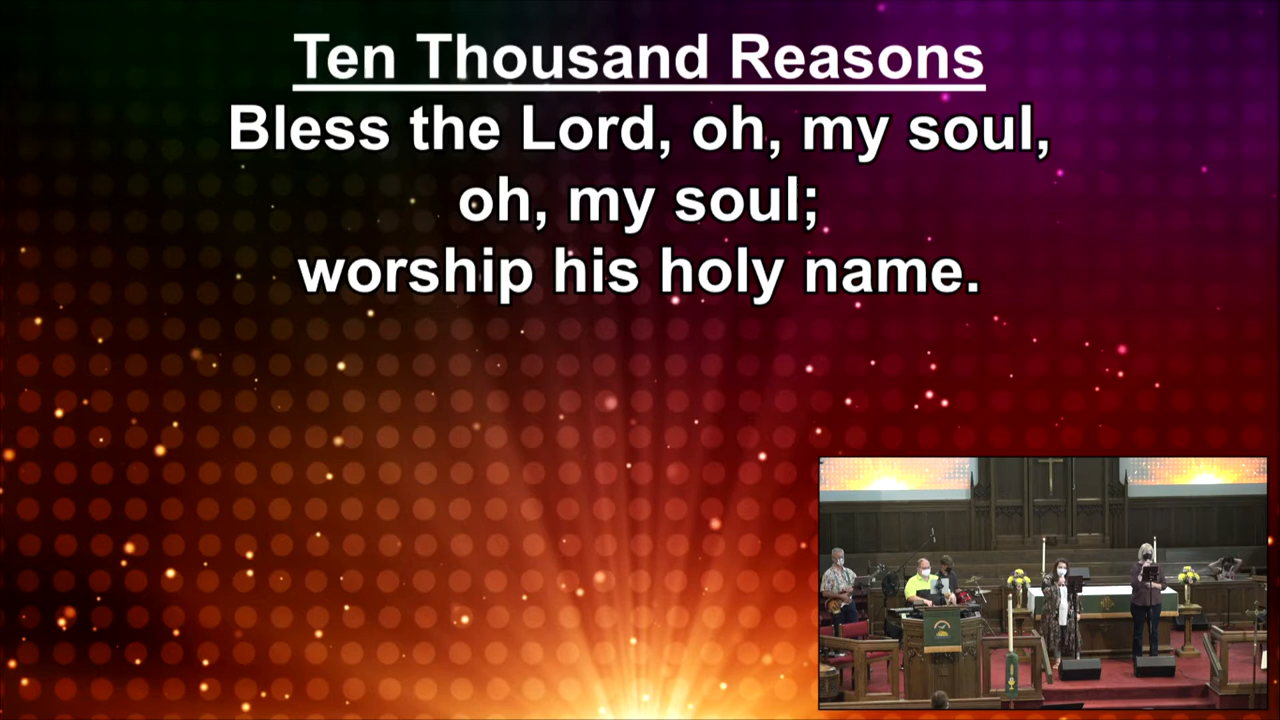 Ten Thousand Reasons
Bless the Lord, oh, my soul,
oh, my soul;
worship his holy name.